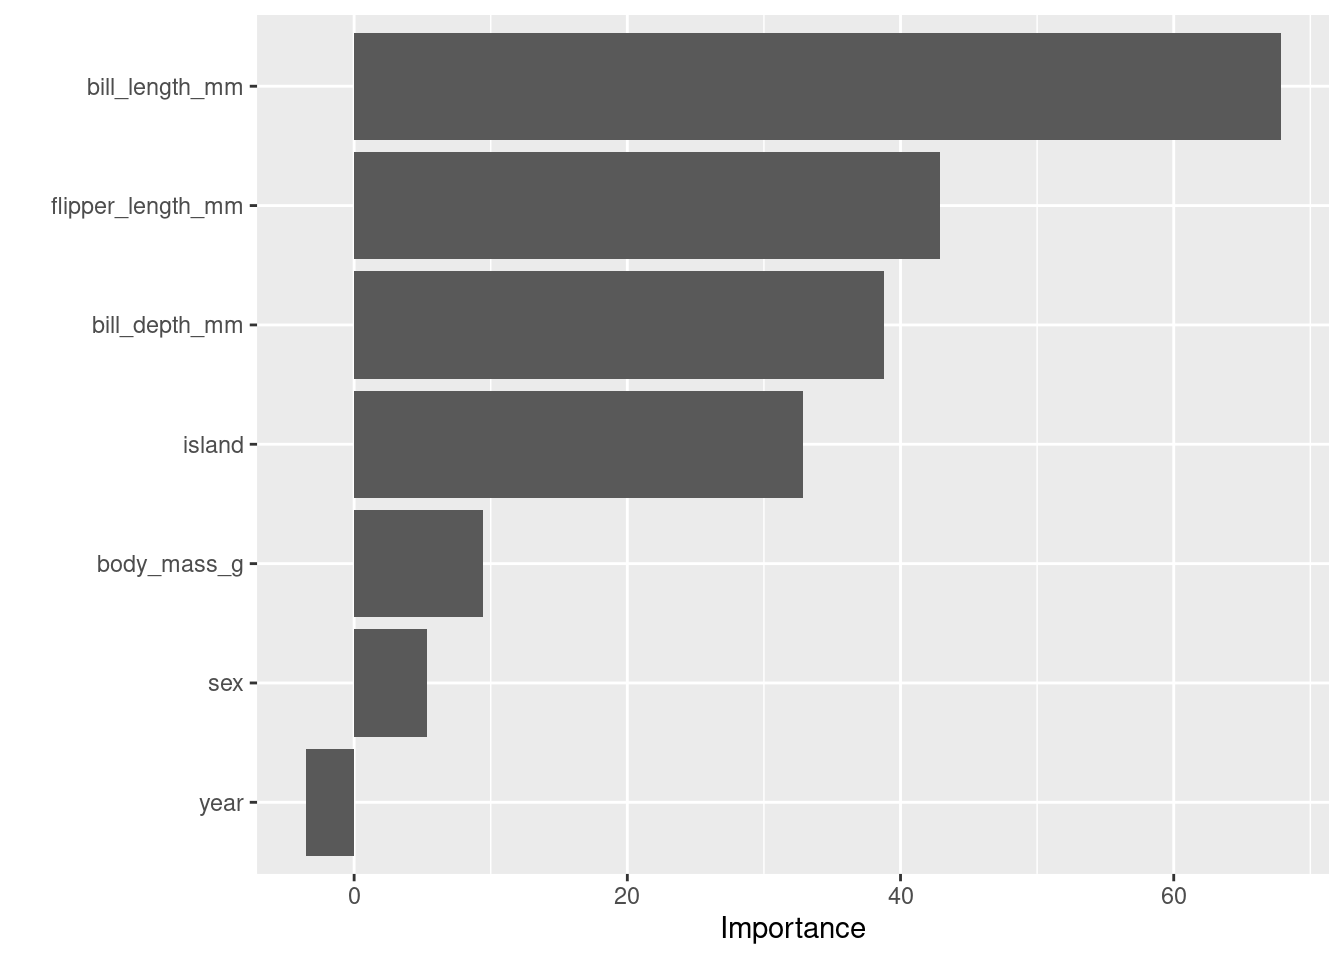 bill_length_mm
flipper_length_mm
bill_depth_mm
island
body_mass_g
sex
year
0 20 40 60
Importance